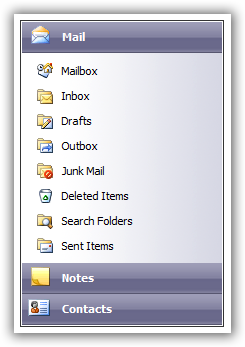 Mail
Mailbox
Inbox
Drafts
Outbox
Junk Mail
Deleted Items
Search Folders
Sent Items
Notes
Contacts